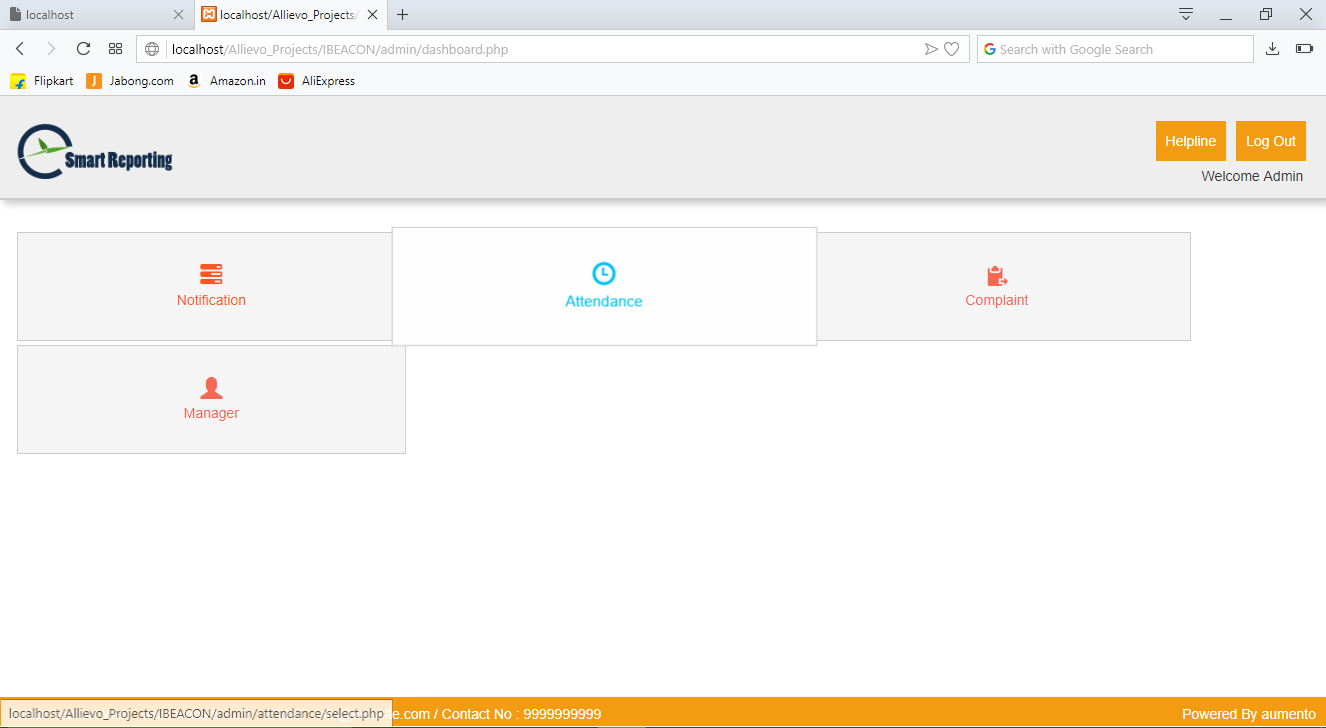 localhost
localhost/Allievo_Projects/
localhost/Allievo_Projects/IBEACON/admin/dashboard.php
Search with Google Search
Flipkart
Jabong.com
Amazon.in
AliExpress
Smart Reporting
Helpline
Log Out
Welcome Admin
Notification
Attendance
Complaint
Manager
localhost/Allievo_Projects/IBEACON/admin/attendance/select.php
e.com / Contact No : 9999999999
Powered By aumento